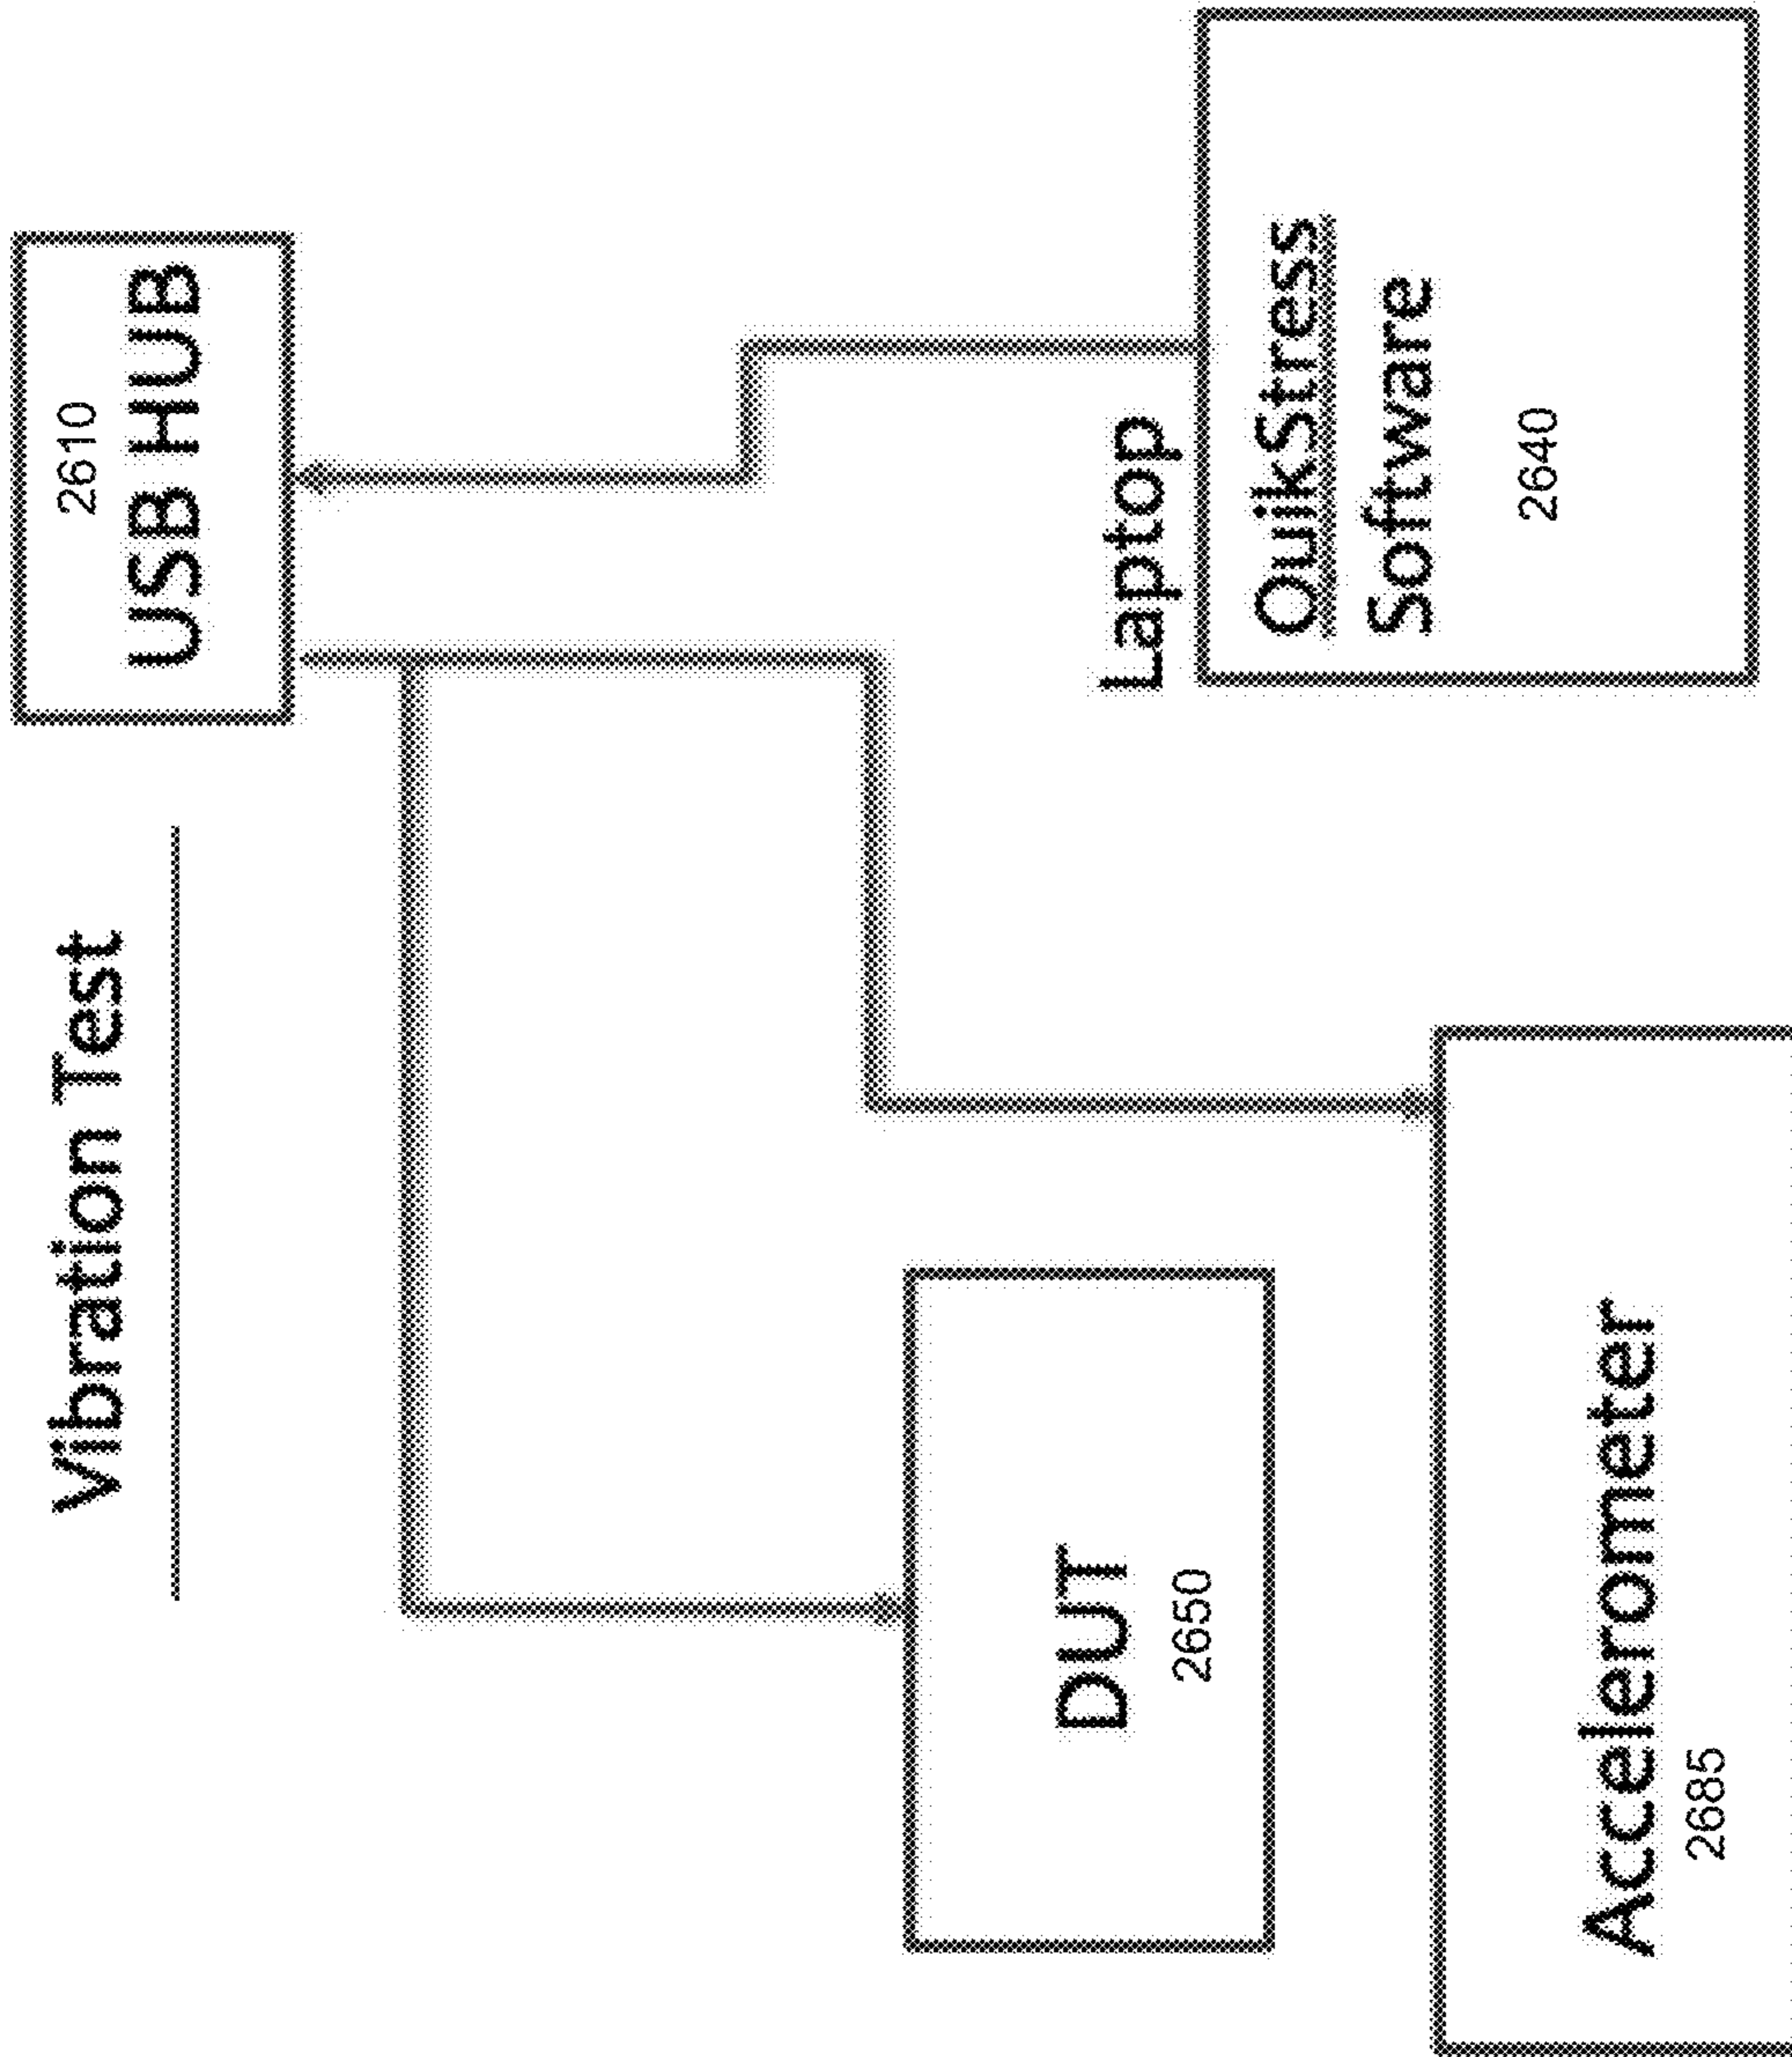 Vibration Test
2610
USB HUB
DUT
2650
Laptop
QuikStress
Software
2640
Accelerometer
2685